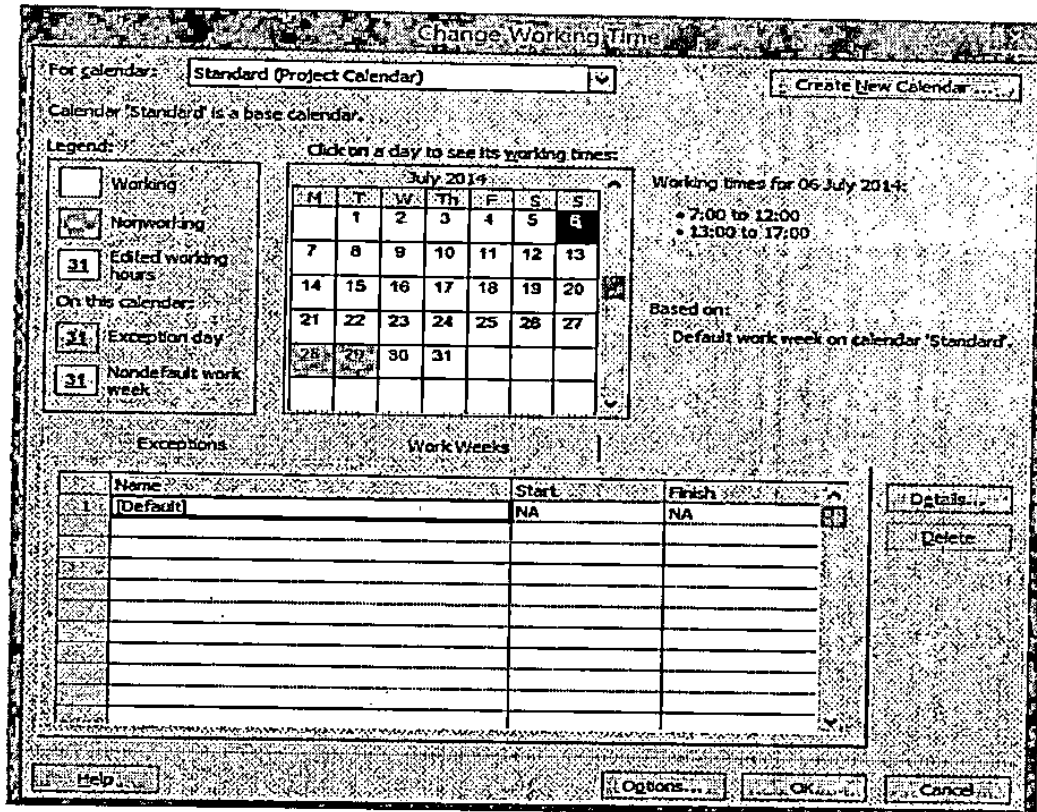 Change Working Time
For calendar: Standard (Project Calendar)
Create New Calendar ...
Calendar 'Standard' is a base calendar.
Legend:
Click on a day to see its working times:
Working
Nonworking
31 Edited working hours
On this calendar:
31 Exception day
31 Nondefault work week
July 2014
M T W Th F S S
1 2 3 4 5 6
7 8 9 10 11 12 13
14 15 16 17 18 19 20
21 22 23 24 25 26 27
28 29 30 31
Working times for 06 July 2014:
• 7:00 to 12:00
• 13:00 to 17:00
Based on:
Default work week on calendar 'Standard'.
Exceptions Work Weeks
Name Start Finish
1 [Default] NA NA
Details...
Delete
Help Options... OK Cancel